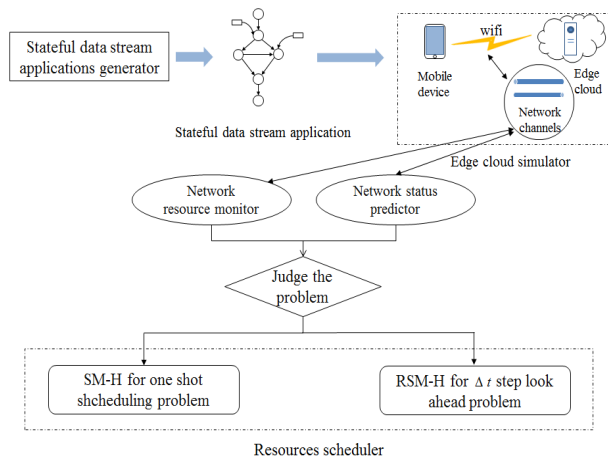 Stateful data stream
applications generator
Stateful data stream application
wifi
Mobile
device
Edge
cloud
Network
channels
Edge cloud simulator
Network
resource monitor
Network status
predictor
Judge the
problem
SM-H for one shot
shcheduling problem
RSM-H for Δ t step look
ahead problem
Resources scheduler